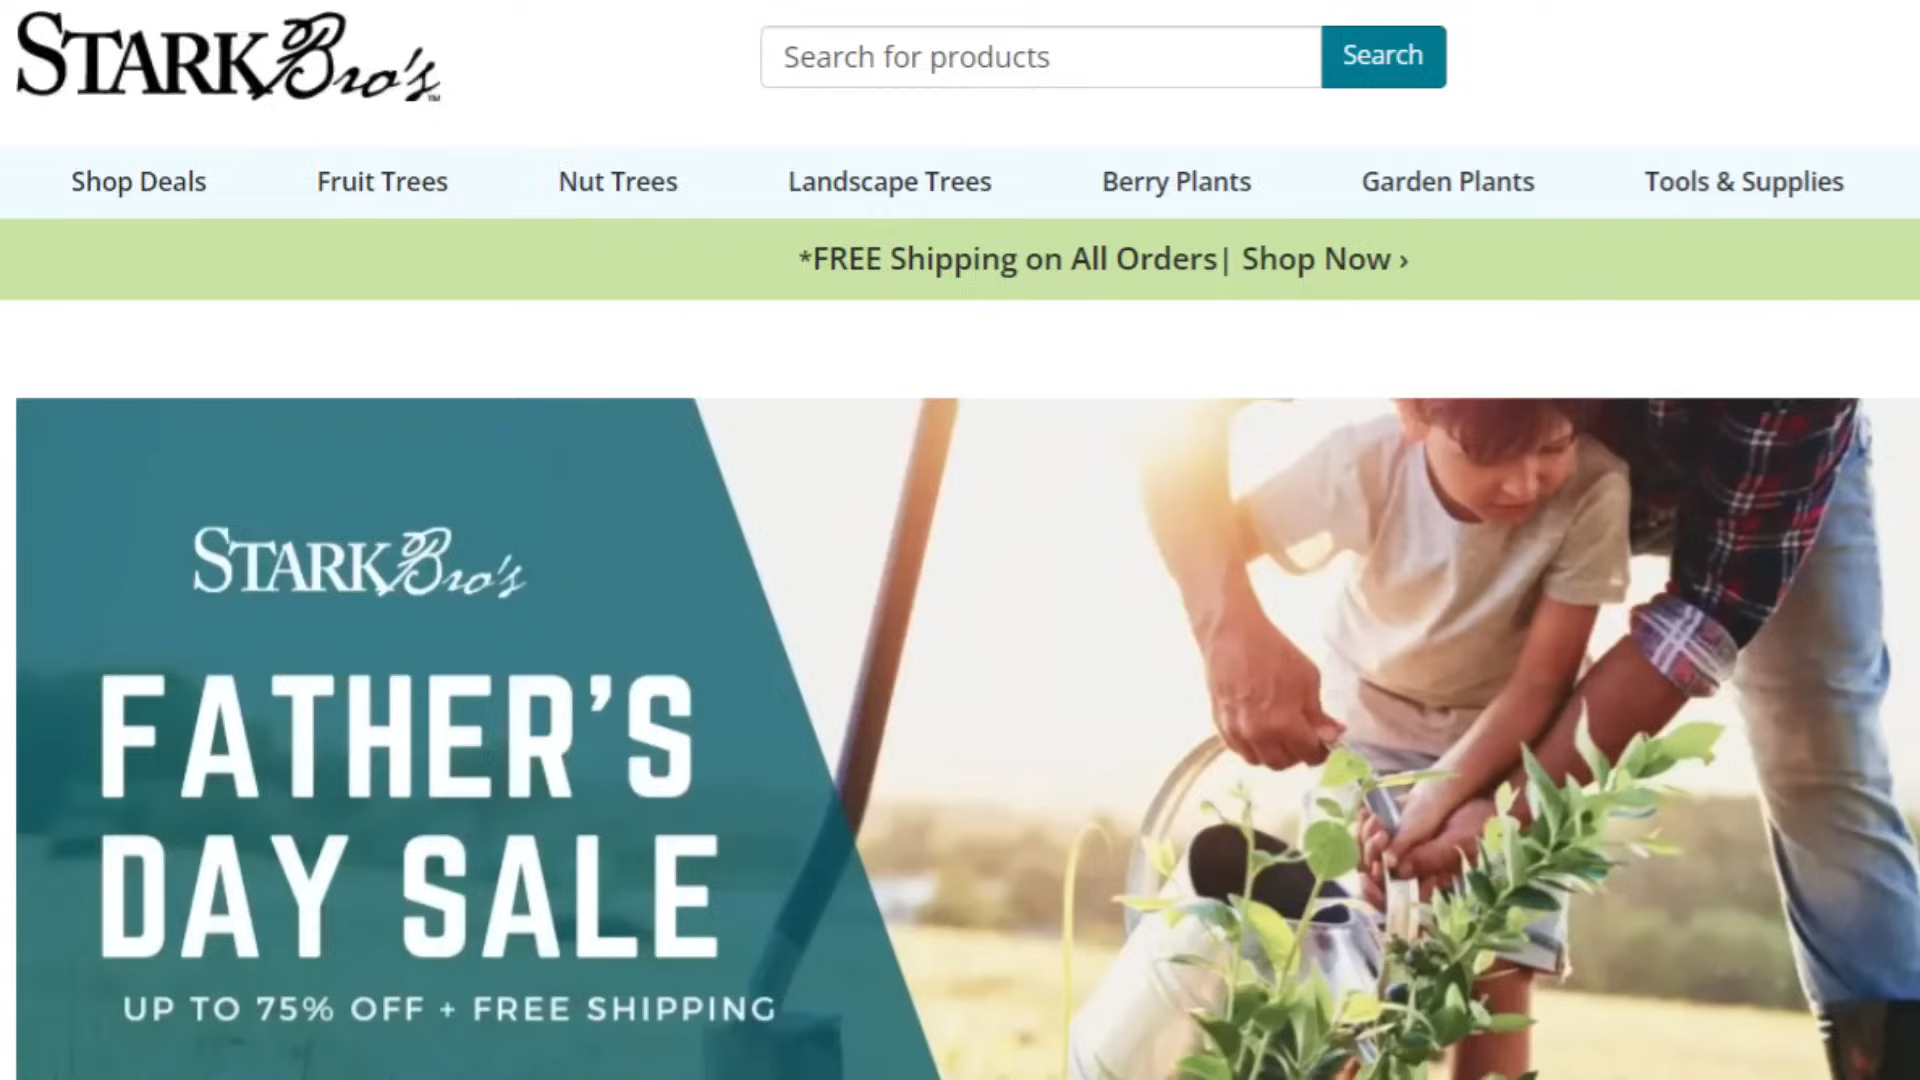 STARK Bro's™
Search for products
Search
Shop Deals
Fruit Trees
Nut Trees
Landscape Trees
Berry Plants
Garden Plants
Tools & Supplies
*FREE Shipping on All Orders| Shop Now ›
STARK Bro's
FATHER'S
DAY SALE
UP TO 75% OFF + FREE SHIPPING